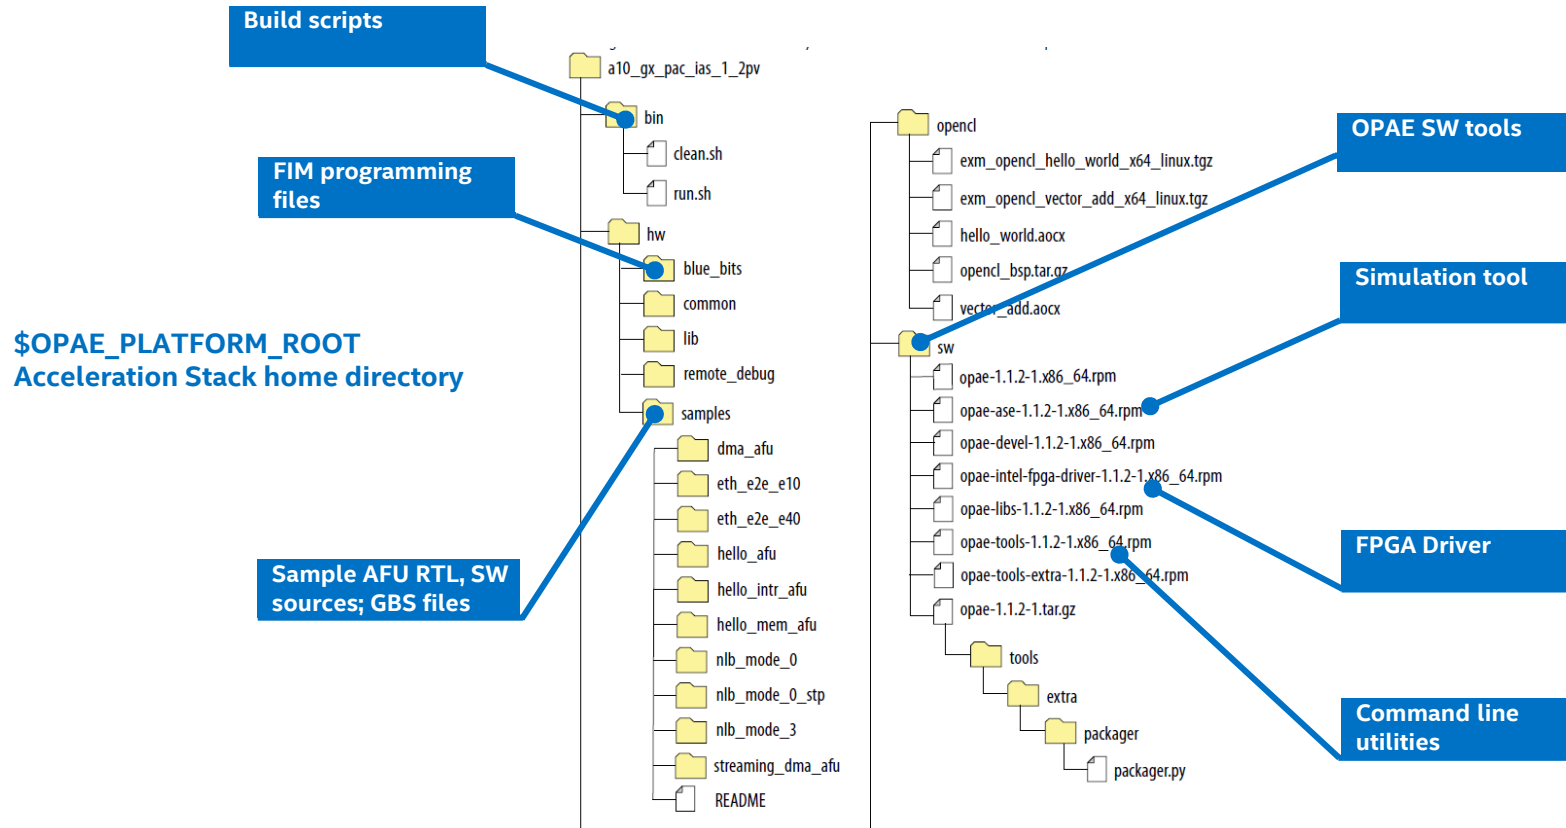 Build scripts
a10_gx_pac_ias_1_2pv
bin
clean.sh
run.sh
FIM programming
files
hw
blue_bits
common
lib
remote_debug
samples
$OPAE_PLATFORM_ROOT
Acceleration Stack home directory
dma_afu
eth_e2e_e10
eth_e2e_e40
hello_afu
hello_intr_afu
hello_mem_afu
nlb_mode_0
nlb_mode_0_stp
nlb_mode_3
streaming_dma_afu
README
Sample AFU RTL, SW
sources; GBS files
opencl
exm_opencl_hello_world_x64_linux.tgz
exm_opencl_vector_add_x64_linux.tgz
hello_world.aocx
opencl_bsp.tar.gz
vector_add.aocx
sw
opae-1.1.2-1.x86_64.rpm
opae-ase-1.1.2-1.x86_64.rpm
opae-devel-1.1.2-1.x86_64.rpm
opae-intel-fpga-driver-1.1.2-1.x86_64.rpm
opae-libs-1.1.2-1.x86_64.rpm
opae-tools-1.1.2-1.x86_64.rpm
opae-tools-extra-1.1.2-1.x86_64.rpm
opae-1.1.2-1.tar.gz
tools
extra
packager
packager.py
OPAE SW tools
Simulation tool
FPGA Driver
Command line
utilities